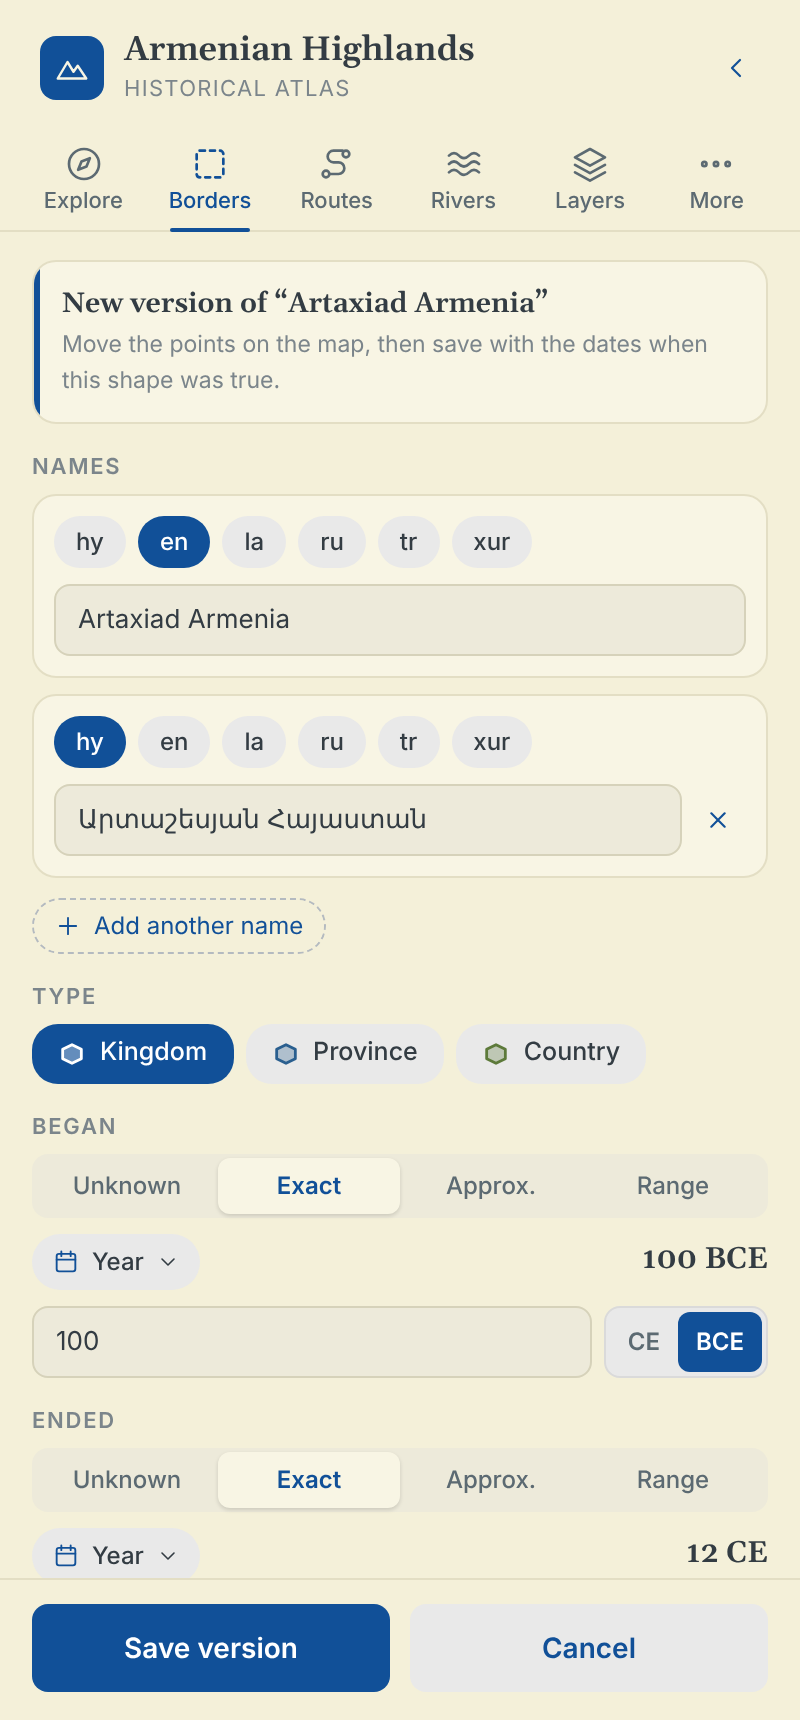 Armenian Highlands
HISTORICAL ATLAS
Explore
Borders
Routes
Rivers
Layers
More
New version of “Artaxiad Armenia”
Move the points on the map, then save with the dates when
this shape was true.
NAMES
hy en la ru tr xur
Artaxiad Armenia
hy en la ru tr xur
Արտաշեսյան Հայաստան
Add another name
TYPE
Kingdom Province Country
BEGAN
Unknown Exact Approx. Range
Year 100 BCE
100 CE BCE
ENDED
Unknown Exact Approx. Range
Year 12 CE
Save version Cancel